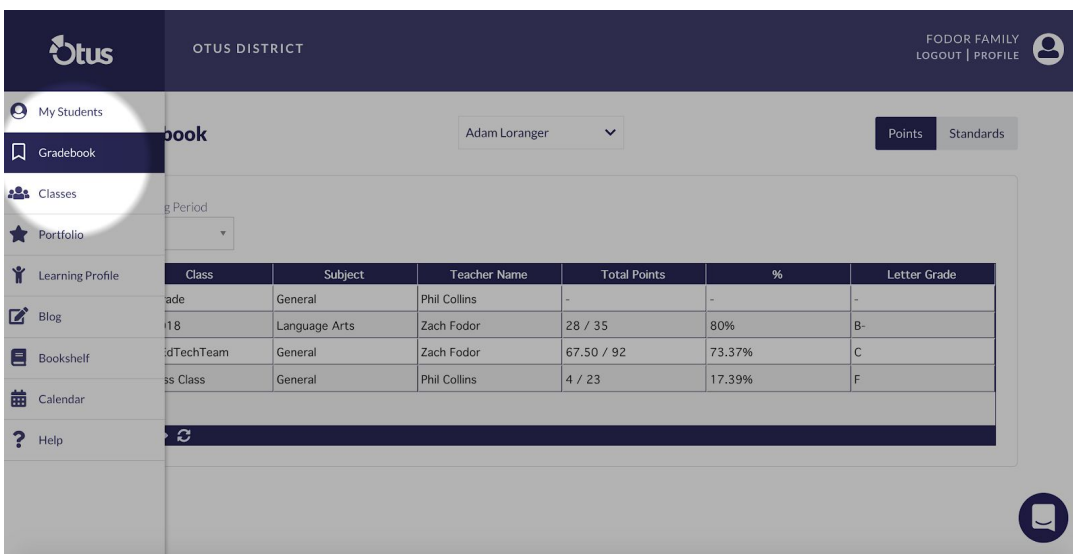 Otus
OTUS DISTRICT
FODOR FAMILY
LOGOUT | PROFILE
My Students
Gradebook
Classes
Portfolio
Learning Profile
Blog
Bookshelf
Calendar
? Help
book
Adam Loranger
Points Standards
g Period
Class Subject Teacher Name Total Points % Letter Grade
ade General Phil Collins - - -
18 Language Arts Zach Fodor 28 / 35 80% B-
dTechTeam General Zach Fodor 67.50 / 92 73.37% C
ss Class General Phil Collins 4 / 23 17.39% F